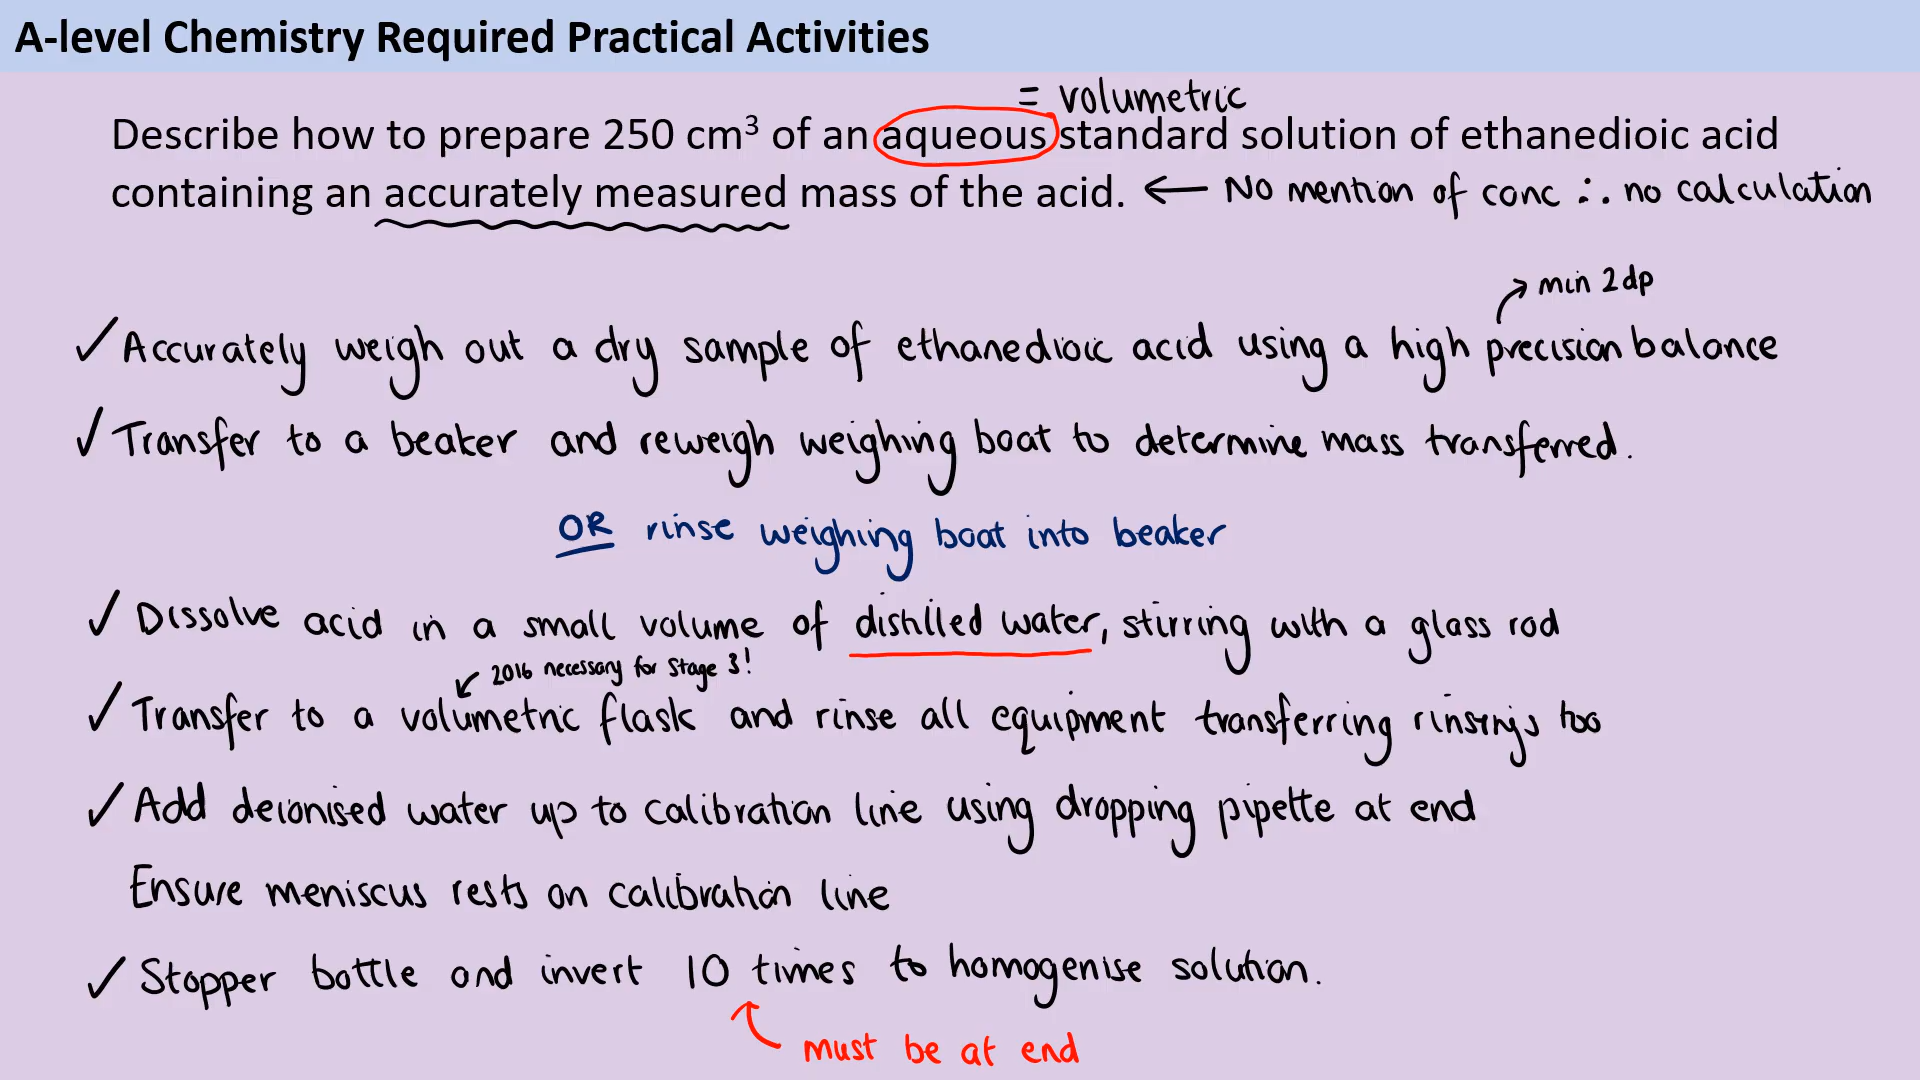 A-level Chemistry Required Practical Activities
= volumetric
Describe how to prepare 250 cm³ of an aqueous standard solution of ethanedioic acid
containing an accurately measured mass of the acid. ← No mention of conc ∴ no calculation
min 2dp
✓ Accurately weigh out a dry sample of ethanedioic acid using a high precision balance
✓ Transfer to a beaker and reweigh weighing boat to determine mass transferred.
OR rinse weighing boat into beaker
✓ Dissolve acid in a small volume of distilled water, stirring with a glass rod
2016 necessary for Stage 3!
✓ Transfer to a volumetric flask and rinse all equipment transferring rinsings too
✓ Add deionised water up to calibration line using dropping pipette at end
Ensure meniscus rests on calibration line
✓ Stopper bottle and invert 10 times to homogenise solution.
must be at end